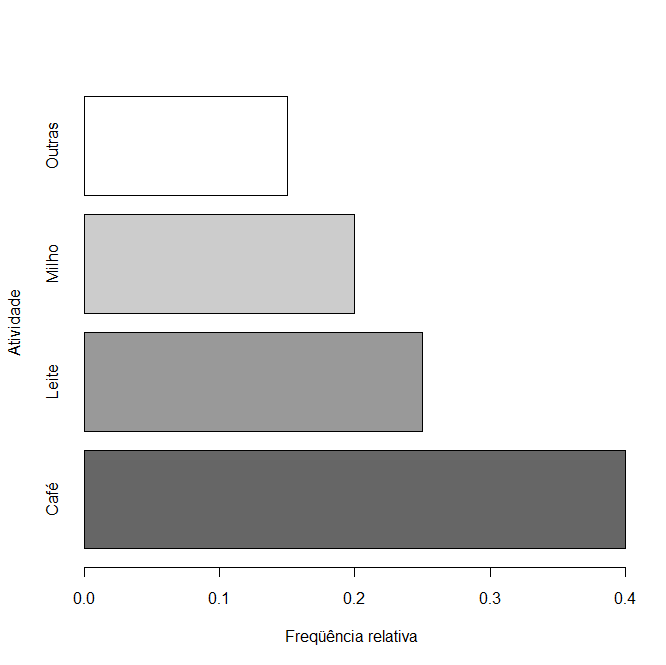 Outras
Milho
Leite
Café
Atividade
0.0 0.1 0.2 0.3 0.4
Freqüência relativa